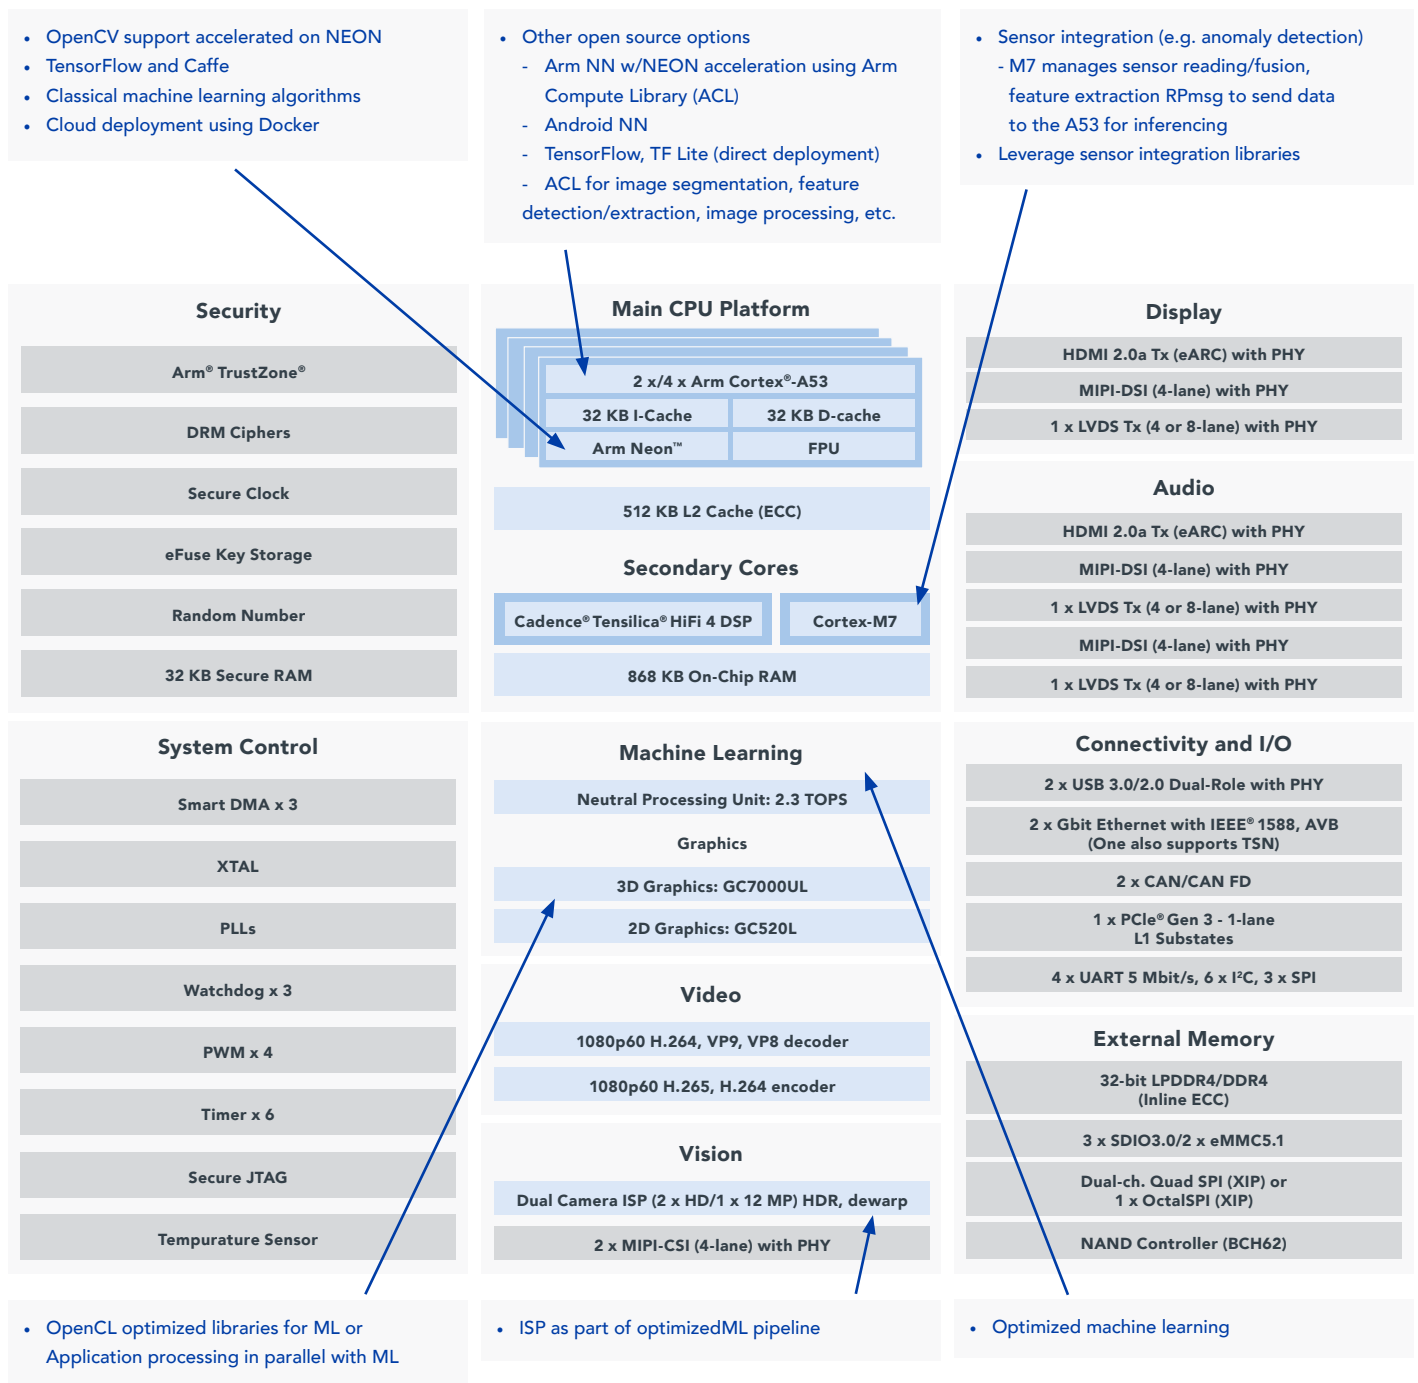 • OpenCV support accelerated on NEON
• TensorFlow and Caffe
• Classical machine learning algorithms
• Cloud deployment using Docker
• Other open source options
- Arm NN w/NEON acceleration using Arm
Compute Library (ACL)
- Android NN
- TensorFlow, TF Lite (direct deployment)
- ACL for image segmentation, feature
detection/extraction, image processing, etc.
• Sensor integration (e.g. anomaly detection)
- M7 manages sensor reading/fusion,
feature extraction RPmsg to send data
to the A53 for inferencing
• Leverage sensor integration libraries
Security
Arm® TrustZone®
DRM Ciphers
Secure Clock
eFuse Key Storage
Random Number
32 KB Secure RAM
Main CPU Platform
2 x/4 x Arm Cortex®-A53
32 KB I-Cache
32 KB D-cache
Arm Neon™
FPU
512 KB L2 Cache (ECC)
Secondary Cores
Cadence® Tensilica® HiFi 4 DSP
Cortex-M7
868 KB On-Chip RAM
Display
HDMI 2.0a Tx (eARC) with PHY
MIPI-DSI (4-lane) with PHY
1 x LVDS Tx (4 or 8-lane) with PHY
Audio
HDMI 2.0a Tx (eARC) with PHY
MIPI-DSI (4-lane) with PHY
1 x LVDS Tx (4 or 8-lane) with PHY
MIPI-DSI (4-lane) with PHY
1 x LVDS Tx (4 or 8-lane) with PHY
System Control
Smart DMA x 3
XTAL
PLLs
Watchdog x 3
PWM x 4
Timer x 6
Secure JTAG
Tempurature Sensor
Machine Learning
Neutral Processing Unit: 2.3 TOPS
Graphics
3D Graphics: GC7000UL
2D Graphics: GC520L
Video
1080p60 H.264, VP9, VP8 decoder
1080p60 H.265, H.264 encoder
Vision
Dual Camera ISP (2 x HD/1 x 12 MP) HDR, dewarp
2 x MIPI-CSI (4-lane) with PHY
Connectivity and I/O
2 x USB 3.0/2.0 Dual-Role with PHY
2 x Gbit Ethernet with IEEE® 1588, AVB
(One also supports TSN)
2 x CAN/CAN FD
1 x PCle® Gen 3 - 1-lane
L1 Substates
4 x UART 5 Mbit/s, 6 x I²C, 3 x SPI
External Memory
32-bit LPDDR4/DDR4
(Inline ECC)
3 x SDIO3.0/2 x eMMC5.1
Dual-ch. Quad SPI (XIP) or
1 x OctalSPI (XIP)
NAND Controller (BCH62)
• OpenCL optimized libraries for ML or
Application processing in parallel with ML
• ISP as part of optimizedML pipeline
• Optimized machine learning